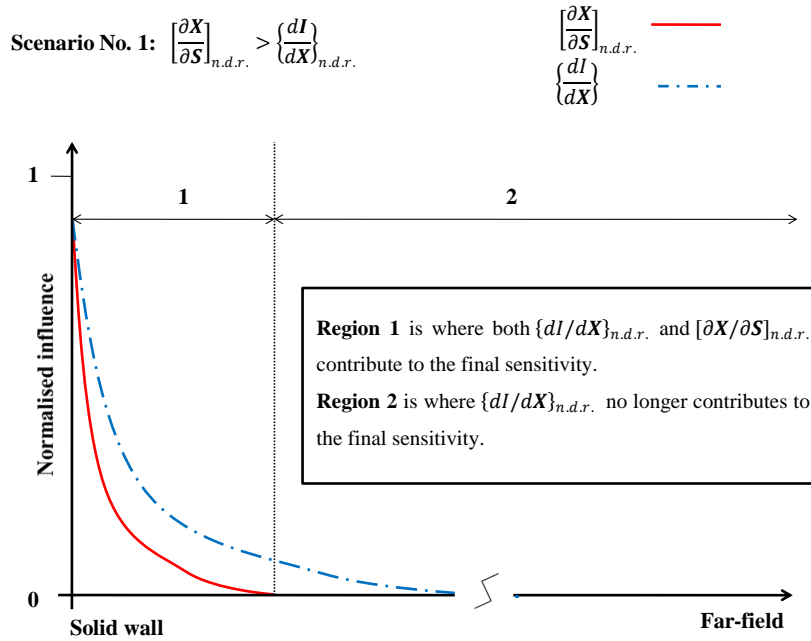 Scenario No. 1: [∂X/∂S]n.d.r. > {dI/dX}n.d.r.
[∂X/∂S]n.d.r.
{dI/dX}
1
1
2
Normalised influence
Region 1 is where both {dI/dX}n.d.r. and [∂X/∂S]n.d.r.
contribute to the final sensitivity.
Region 2 is where {dI/dX}n.d.r. no longer contributes to
the final sensitivity.
0
Solid wall
Far-field